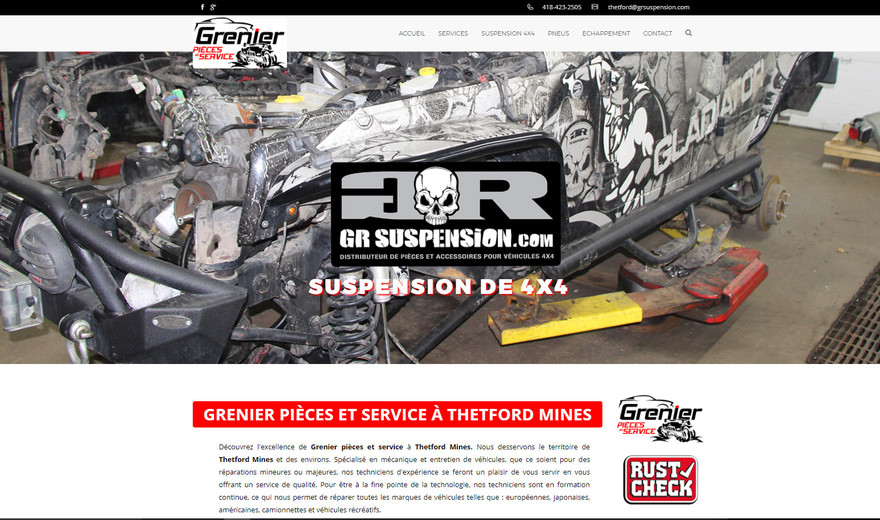 418-423-2505 thetford@grsuspension.com
Grenier
PIÈCES
ET SERVICE
ACCUEIL SERVICES SUSPENSION 4X4 PNEUS ECHAPPEMENT CONTACT
GLADIATOR
GR
GR SUSPENSION.COM
DISTRIBUTEUR DE PIÈCES ET ACCESSOIRES POUR VÉHICULES 4X4
SUSPENSION DE 4X4
GRENIER PIÈCES ET SERVICE À THETFORD MINES
Découvrez l'excellence de Grenier pièces et service à Thetford Mines. Nous desservons le territoire de
Thetford Mines et des environs. Spécialisé en mécanique et entretien de véhicules, que ce soient pour des
réparations mineures ou majeures, nos techniciens d'expérience se feront un plaisir de vous servir en vous
offrant un service de qualité. Pour être à la fine pointe de la technologie, nos techniciens sont en formation
continue, ce qui nous permet de réparer toutes les marques de véhicules telles que : européennes, japonaises,
américaines, camionnettes et véhicules récréatifs.
Grenier
PIÈCES
ET SERVICE
RUST
CHECK